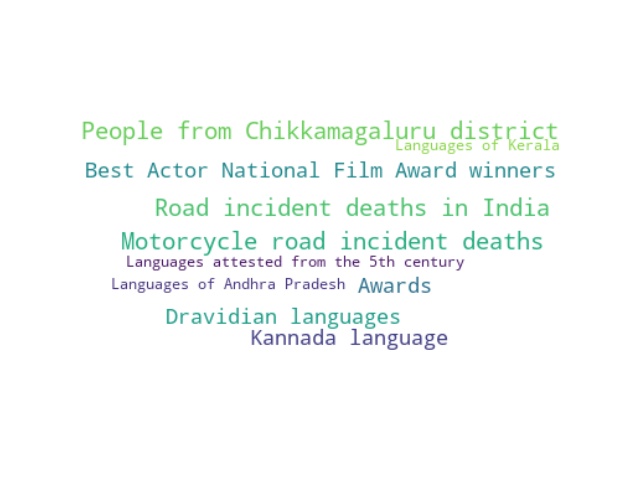 People from Chikkamagaluru district
Languages of Kerala
Best Actor National Film Award winners
Road incident deaths in India
Motorcycle road incident deaths
Languages attested from the 5th century
Languages of Andhra Pradesh
Awards
Dravidian languages
Kannada language